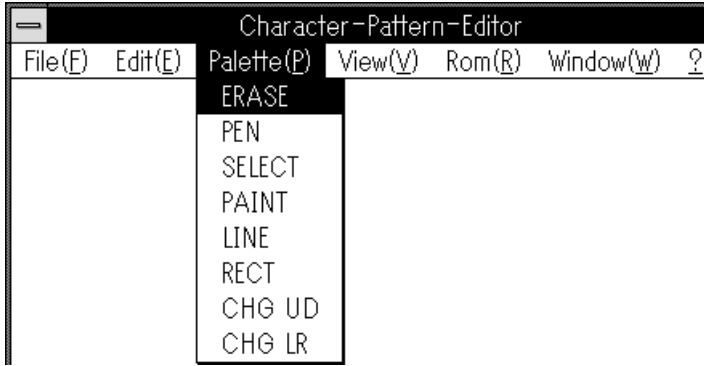 Character-Pattern-Editor
File(F) Edit(E) Palette(P) View(V) Rom(R) Window(W) ?
ERASE
PEN
SELECT
PAINT
LINE
RECT
CHG UD
CHG LR